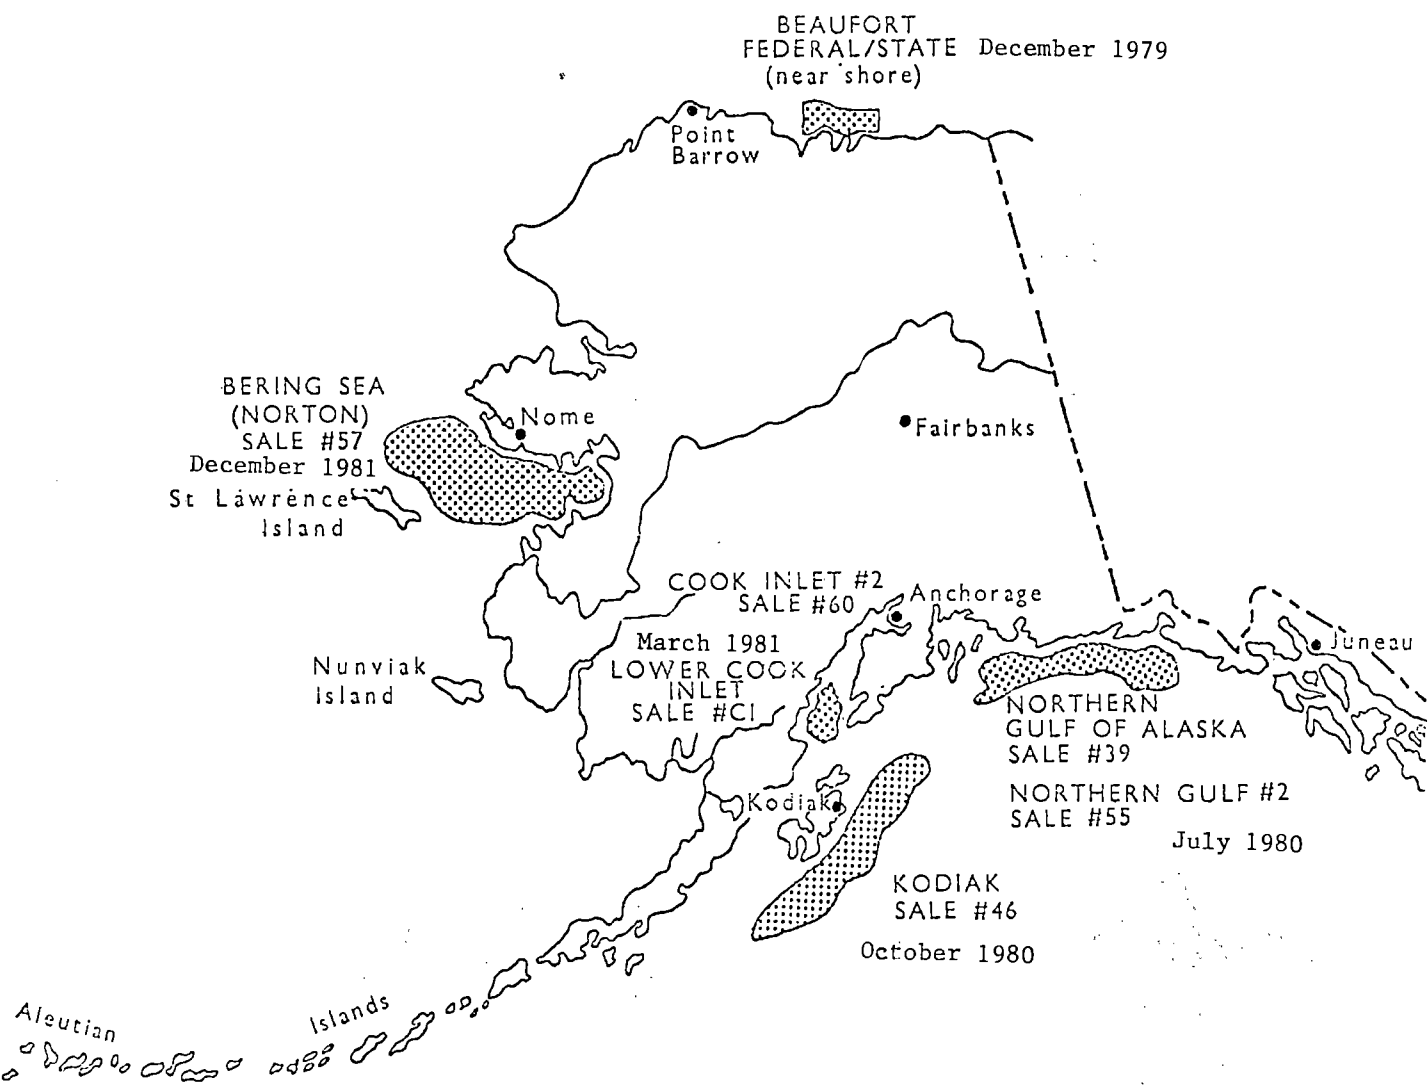 BEAUFORT
FEDERAL/STATE December 1979
(near shore)
Point
Barrow
BERING SEA
(NORTON)
SALE #57
December 1981
Nome
Fairbanks
St Lawrence
Island
COOK INLET #2
SALE #60
Anchorage
March 1981
LOWER COOK
INLET
SALE #CI
Juneau
Nunviak
Island
NORTHERN
GULF OF ALASKA
SALE #39
NORTHERN GULF #2
SALE #55
July 1980
Kodiak
KODIAK
SALE #46
October 1980
Aleutian
Islands